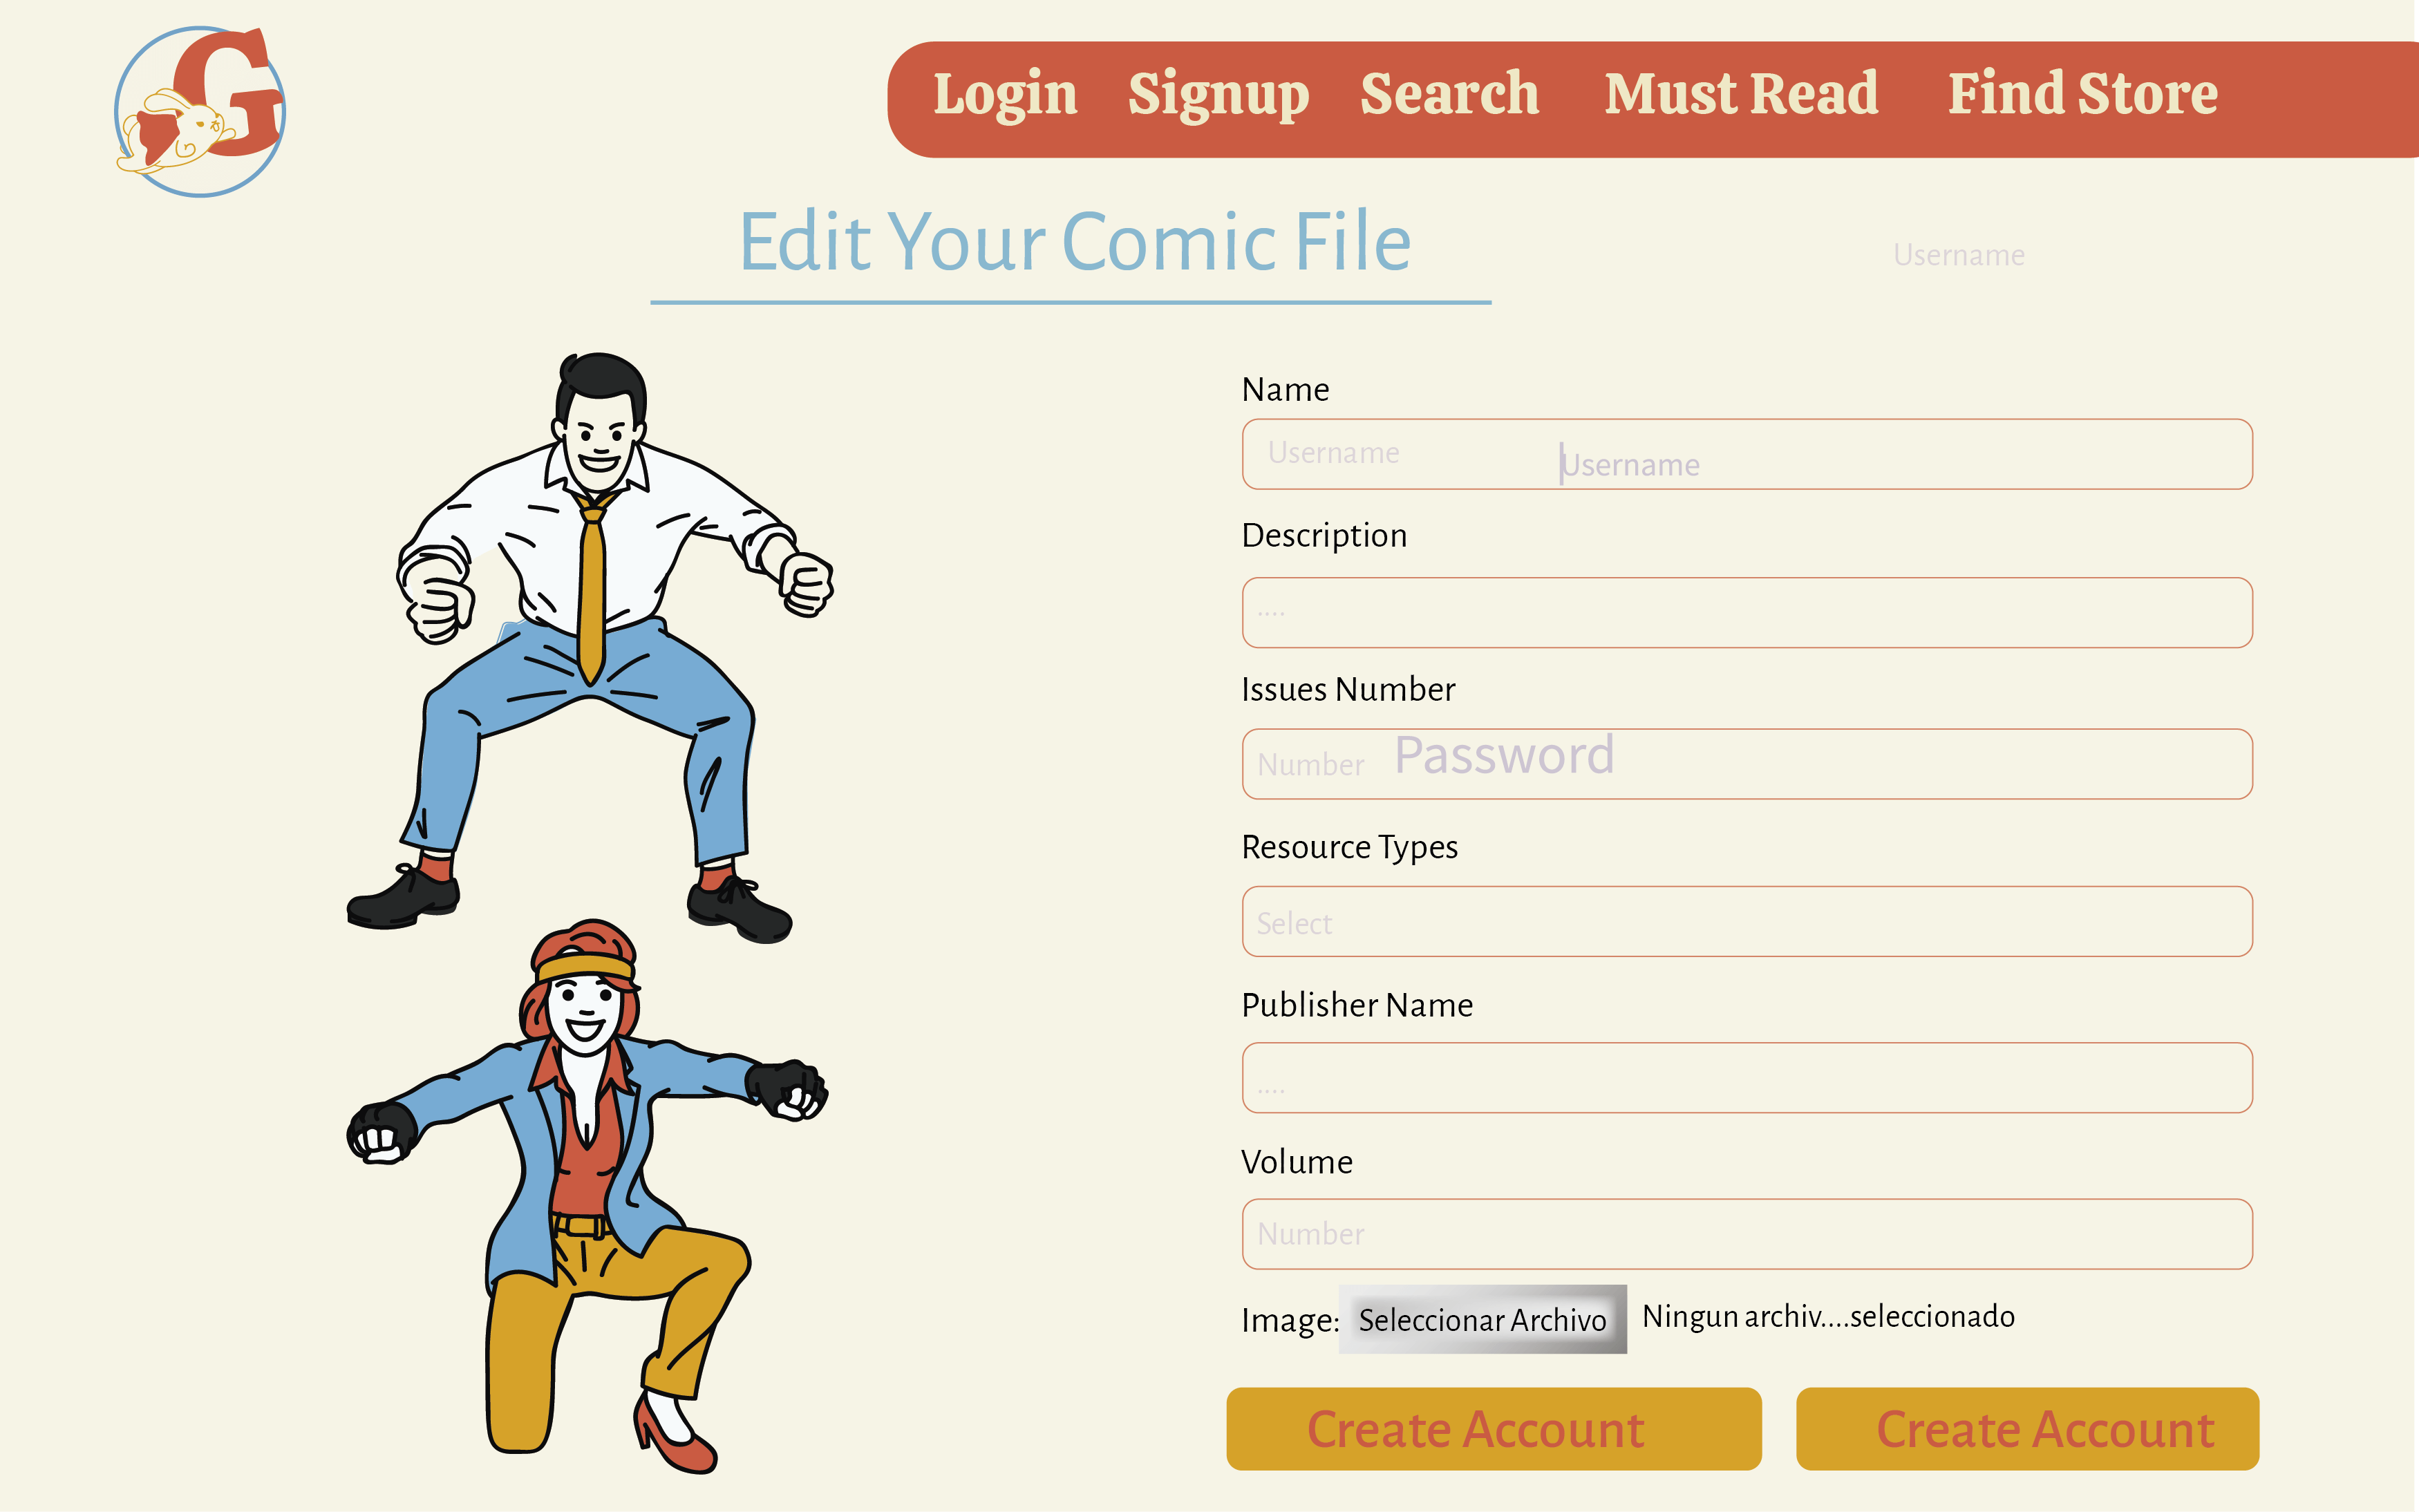 G
Login Signup Search Must Read Find Store
Edit Your Comic File
Username
Name
Username Username
Description
....
Issues Number
Number Password
Resource Types
Select
Publisher Name
....
Volume
Number
Image: Seleccionar Archivo Ningun archiv....seleccionado
Create Account Create Account